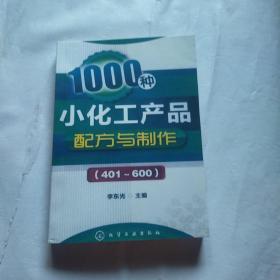 1000种
小化工产品
配方与制作
（401～600）
李东光 主编
化学工业出版社